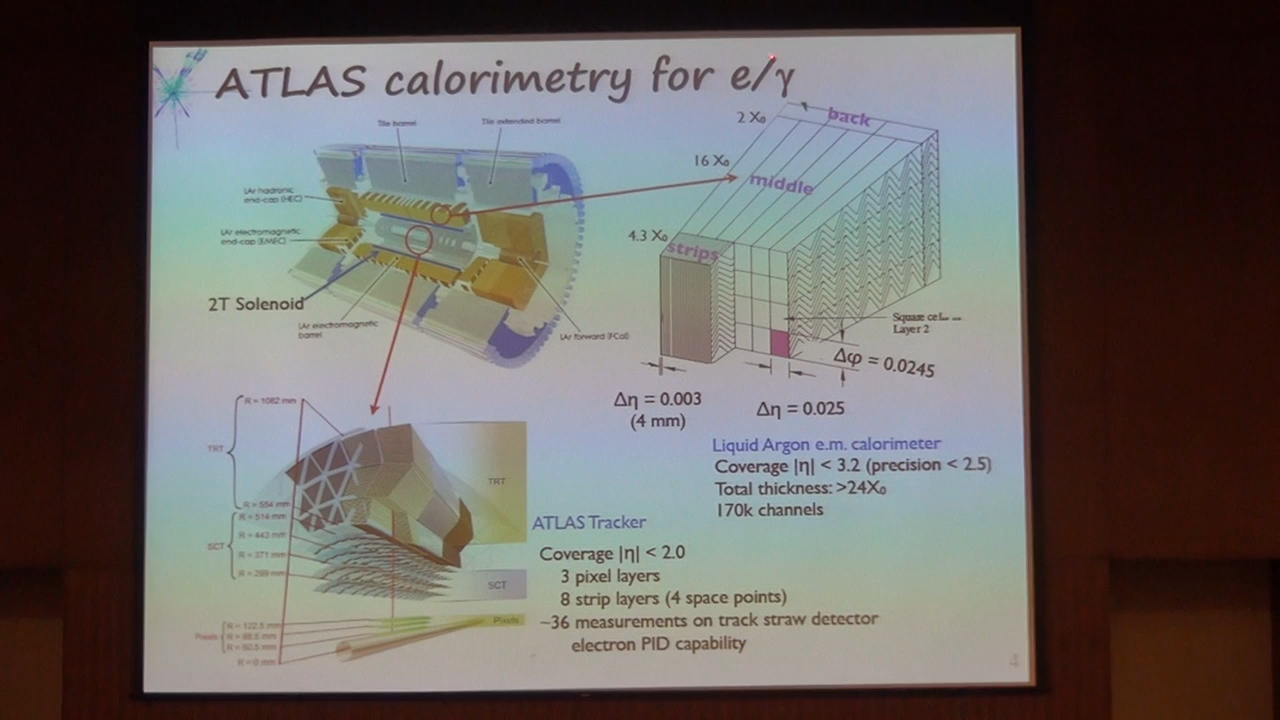 ATLAS calorimetry for e/γ
Tile barrel
Tile extended barrel
LAr hadronic
end-cap (HEC)
LAr electromagnetic
end-cap (EMEC)
2T Solenoid
LAr electromagnetic
barrel
LAr forward (FCal)
2 X₀
back
16 X₀
middle
4.3 X₀
strips
Square
Layer 2
Δφ = 0.0245
Δη = 0.003
(4 mm)
Δη = 0.025
Liquid Argon e.m. calorimeter
Coverage |η| < 3.2 (precision < 2.5)
Total thickness: >24X₀
170k channels
R = 1082 mm
TRT
TRT
R = 554 mm
R = 514 mm
R = 443 mm
SCT
R = 371 mm
R = 299 mm
SCT
R = 122.5 mm
Pixels
R = 88.5 mm
R = 50.5 mm
R = 0 mm
Pixels
ATLAS Tracker
Coverage |η| < 2.0
3 pixel layers
8 strip layers (4 space points)
~36 measurements on track straw detector
electron PID capability
4